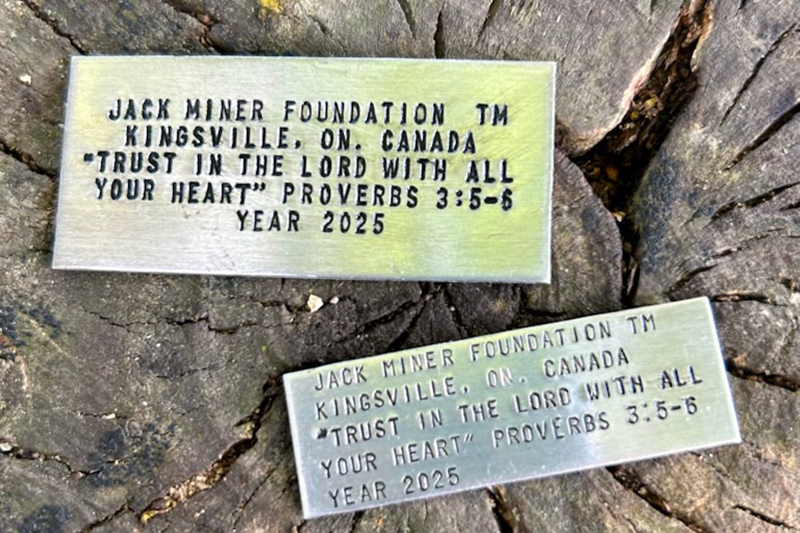 JACK MINER FOUNDATION TM
KINGSVILLE, ON. CANADA
"TRUST IN THE LORD WITH ALL
YOUR HEART" PROVERBS 3:5-6
YEAR 2025
JACK MINER FOUNDATION TM
KINGSVILLE, ON. CANADA
"TRUST IN THE LORD WITH ALL
YOUR HEART" PROVERBS 3:5-6
YEAR 2025